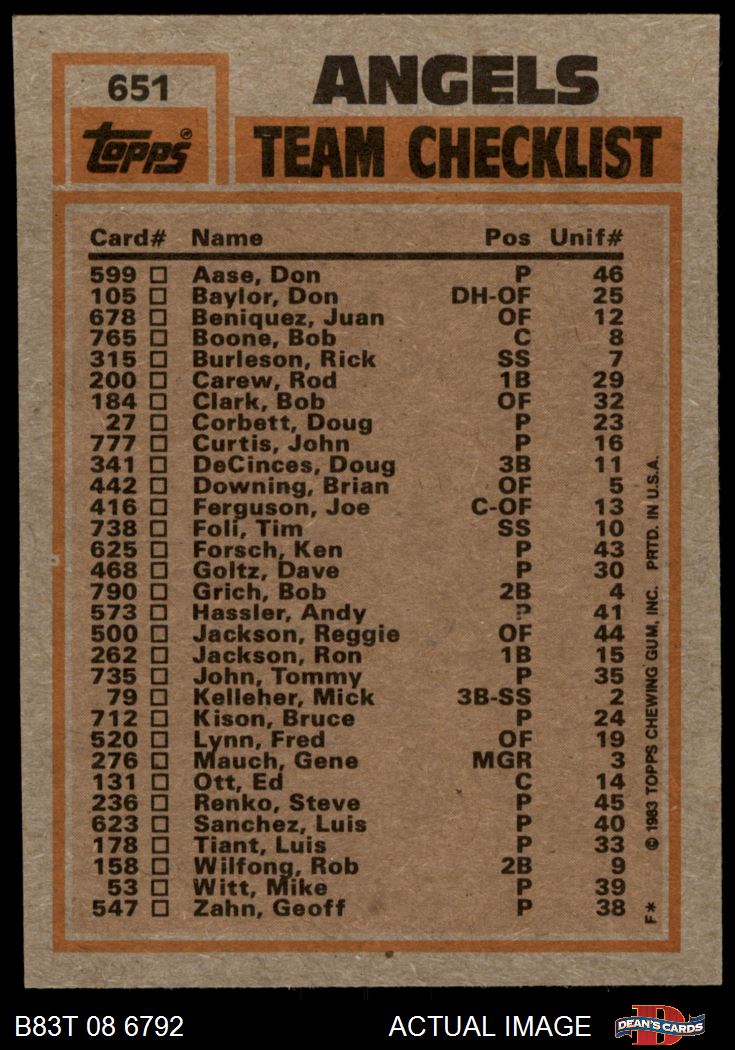 651
ANGELS
Topps®
TEAM CHECKLIST
Card# Name Pos Unif#
599 □ Aase, Don P 46
105 □ Baylor, Don DH-OF 25
678 □ Beniquez, Juan OF 12
765 □ Boone, Bob C 8
315 □ Burleson, Rick SS 7
200 □ Carew, Rod 1B 29
184 □ Clark, Bob OF 32
27 □ Corbett, Doug P 23
777 □ Curtis, John P 16
341 □ DeCinces, Doug 3B 11
442 □ Downing, Brian OF 5
416 □ Ferguson, Joe C-OF 13
738 □ Foli, Tim SS 10
625 □ Forsch, Ken P 43
468 □ Goltz, Dave P 30
790 □ Grich, Bob 2B 4
573 □ Hassler, Andy P 41
500 □ Jackson, Reggie OF 44
262 □ Jackson, Ron 1B 15
735 □ John, Tommy P 35
79 □ Kelleher, Mick 3B-SS 2
712 □ Kison, Bruce P 24
520 □ Lynn, Fred OF 19
276 □ Mauch, Gene MGR 3
131 □ Ott, Ed C 14
236 □ Renko, Steve P 45
623 □ Sanchez, Luis P 40
178 □ Tiant, Luis P 33
158 □ Wilfong, Rob 2B 9
53 □ Witt, Mike P 39
547 □ Zahn, Geoff P 38
F* © 1983 TOPPS CHEWING GUM, INC. PRTD. IN U.S.A.
B83T 08 6792 ACTUAL IMAGE
D
DEAN'S CARDS